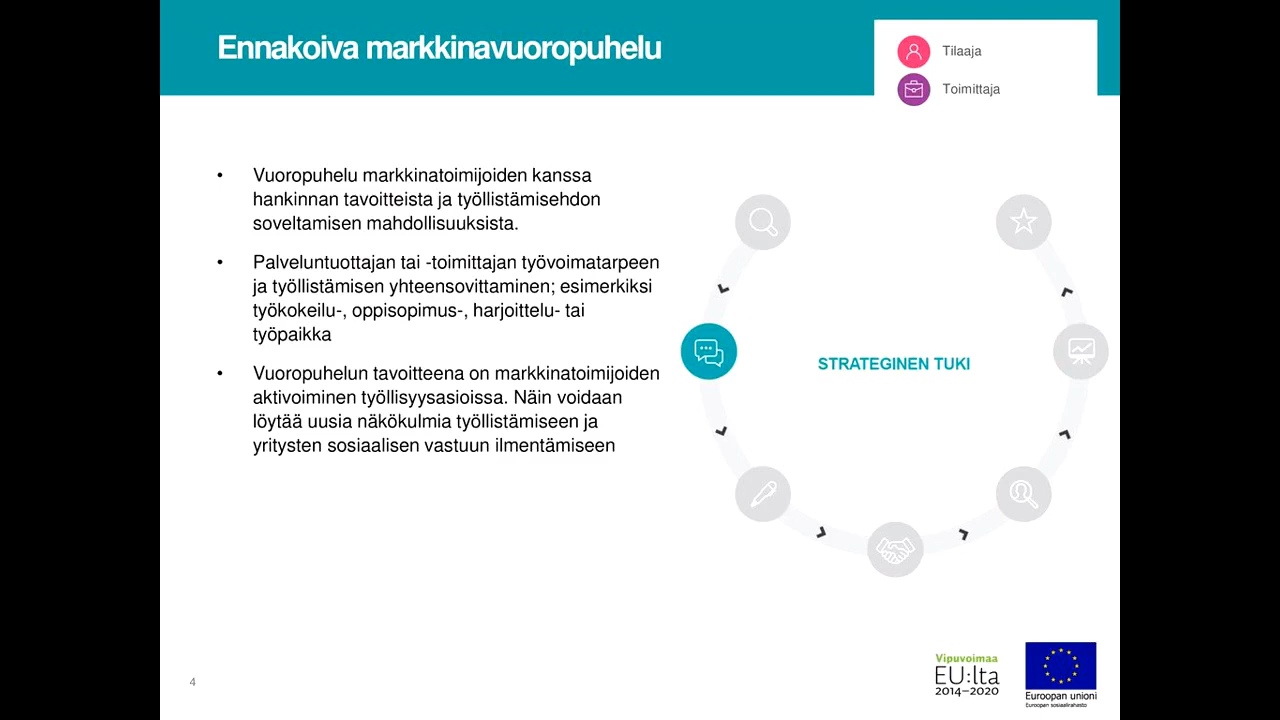 Ennakoiva markkinavuoropuhelu
Tilaaja
Toimittaja
• Vuoropuhelu markkinatoimijoiden kanssa
hankinnan tavoitteista ja työllistämisehdon
soveltamisen mahdollisuuksista.
• Palveluntuottajan tai -toimittajan työvoimatarpeen
ja työllistämisen yhteensovittaminen; esimerkiksi
työkokeilu-, oppisopimus-, harjoittelu- tai
työpaikka
• Vuoropuhelun tavoitteena on markkinatoimijoiden
aktivoiminen työllisyysasioissa. Näin voidaan
löytää uusia näkökulmia työllistämiseen ja
yritysten sosiaalisen vastuun ilmentämiseen
STRATEGINEN TUKI
4
Vipuvoimaa
EU:lta
2014–2020
Euroopan unioni
Euroopan sosiaalirahasto